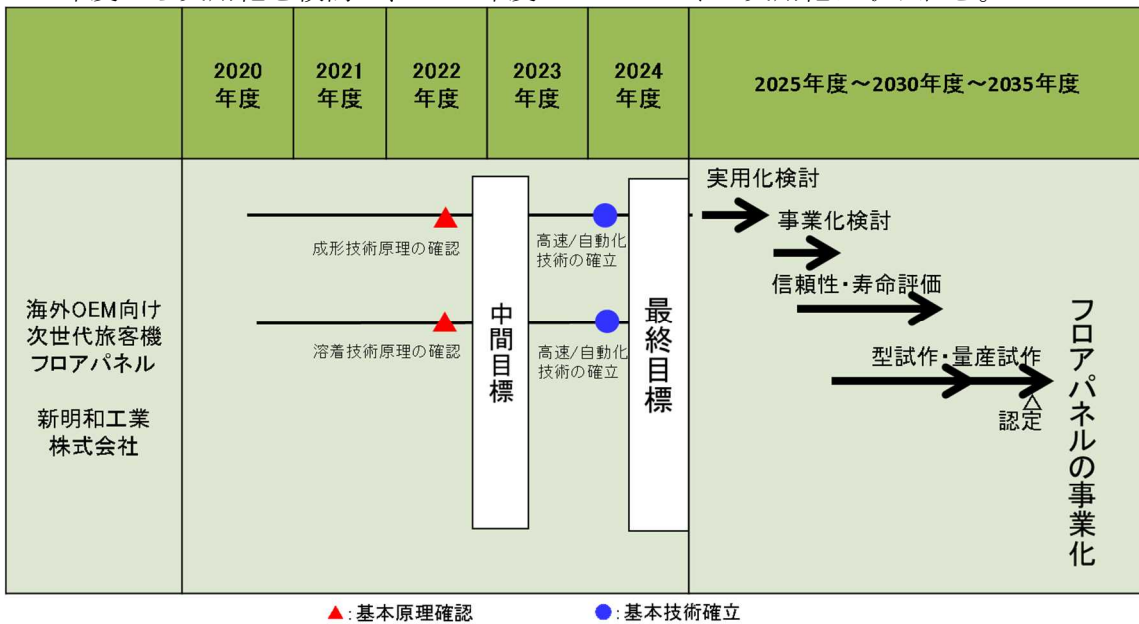 2020
年度
2021
年度
2022
年度
2023
年度
2024
年度
2025年度～2030年度～2035年度
海外OEM向け
次世代旅客機
フロアパネル
新明和工業
株式会社
成形技術原理の確認
高速/自動化
技術の確立
溶着技術原理の確認
高速/自動化
技術の確立
中間目標
最終目標
実用化検討
事業化検討
信頼性・寿命評価
型試作・量産試作
△
認定
フロアパネルの事業化
▲：基本原理確認
●：基本技術確立